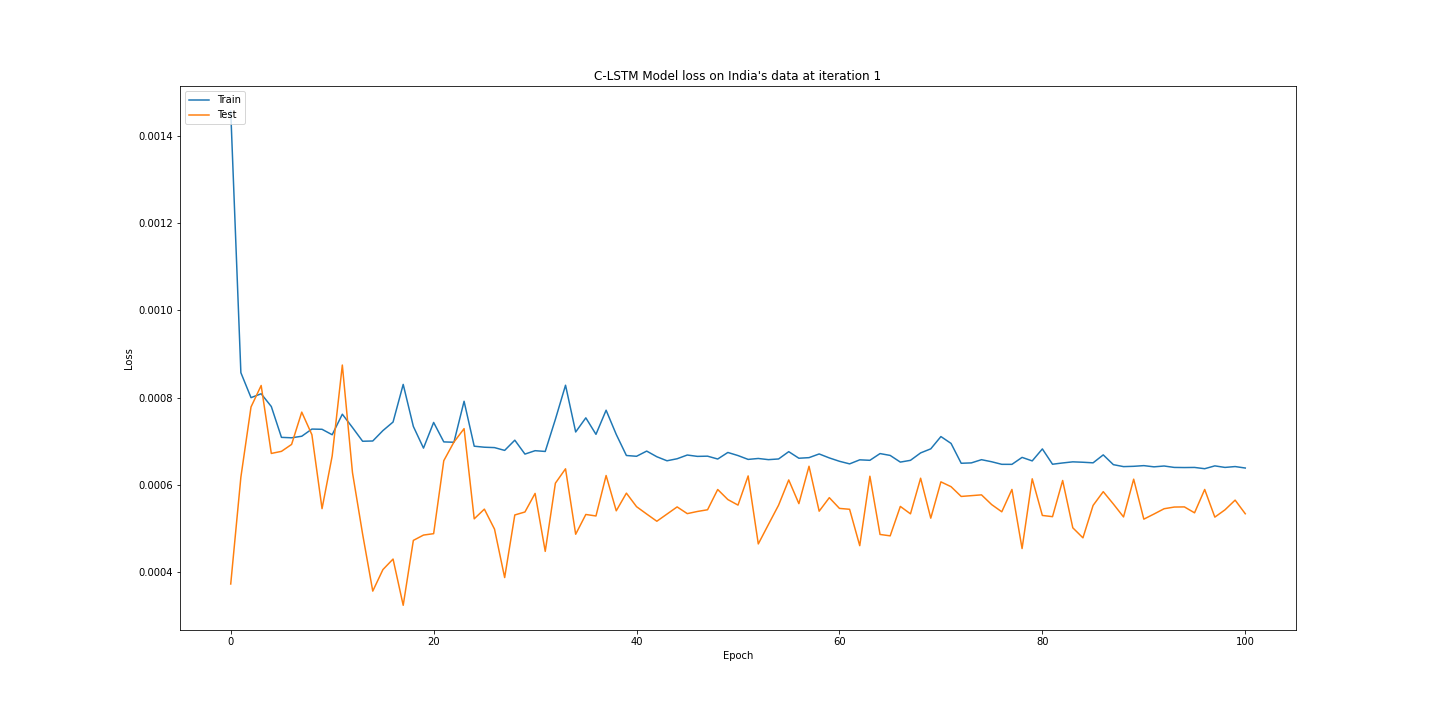 C-LSTM Model loss on India's data at iteration 1
Train
Test
0.0014
0.0012
0.0010
0.0008
0.0006
0.0004
Loss
0 20 40 60 80 100
Epoch